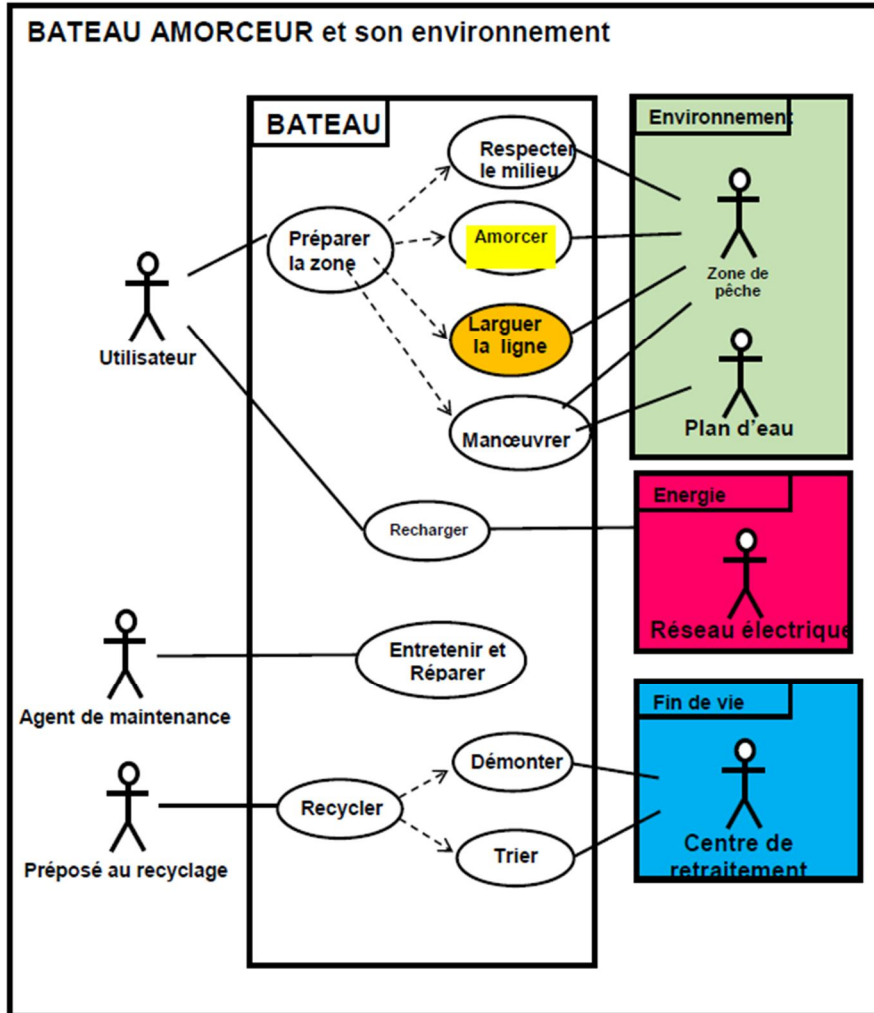 BATEAU AMORCEUR et son environnement
BATEAU
Environnement
Respecter
le milieu
Préparer
la zone
Amorcer
Zone de
pêche
Utilisateur
Larguer
la ligne
Manœuvrer
Plan d’eau
Energie
Recharger
Réseau électrique
Entretenir et
Réparer
Agent de maintenance
Fin de vie
Démonter
Recycler
Centre de
retraitement
Trier
Préposé au recyclage